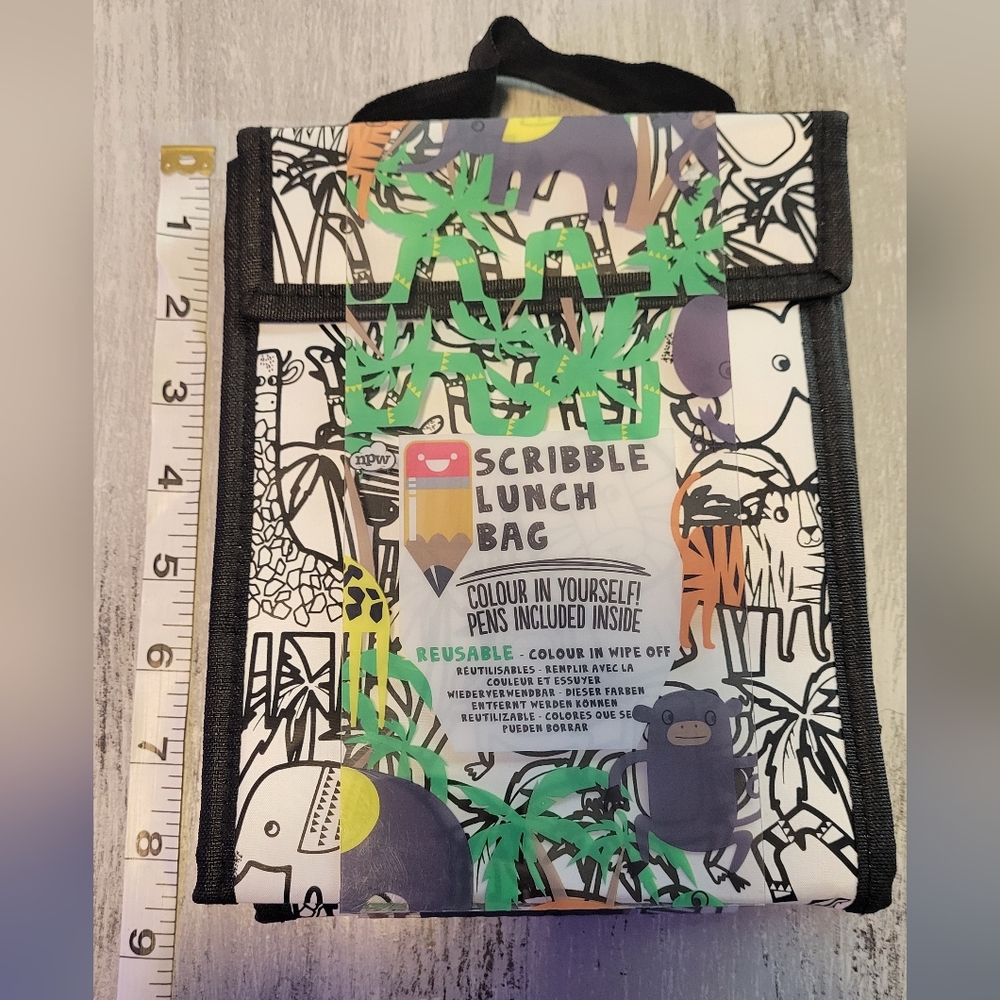 npw
SCRIBBLE
LUNCH
BAG
COLOUR IN YOURSELF!
PENS INCLUDED INSIDE
REUSABLE - COLOUR IN WIPE OFF
RÉUTILISABLES - REMPLIR AVEC LA
COULEUR ET ESSUYER
WIEDERVERWENDBAR - DIESER FARBEN
ENTFERNT WERDEN KÖNNEN
REUTILIZABLE - COLORES QUE SE
PUEDEN BORRAR
1
2
3
4
5
6
7
8
9